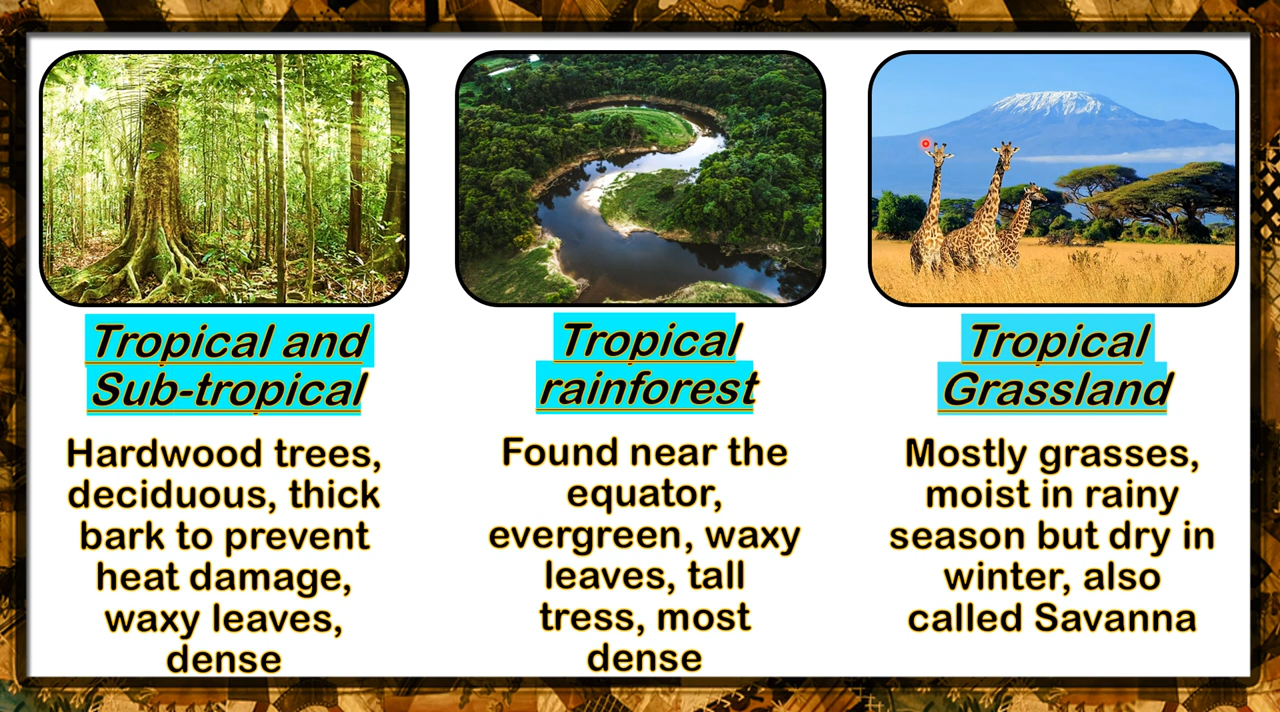 Tropical and
Sub-tropical
Hardwood trees,
deciduous, thick
bark to prevent
heat damage,
waxy leaves,
dense
Tropical
rainforest
Found near the
equator,
evergreen, waxy
leaves, tall
tress, most
dense
Tropical
Grassland
Mostly grasses,
moist in rainy
season but dry in
winter, also
called Savanna